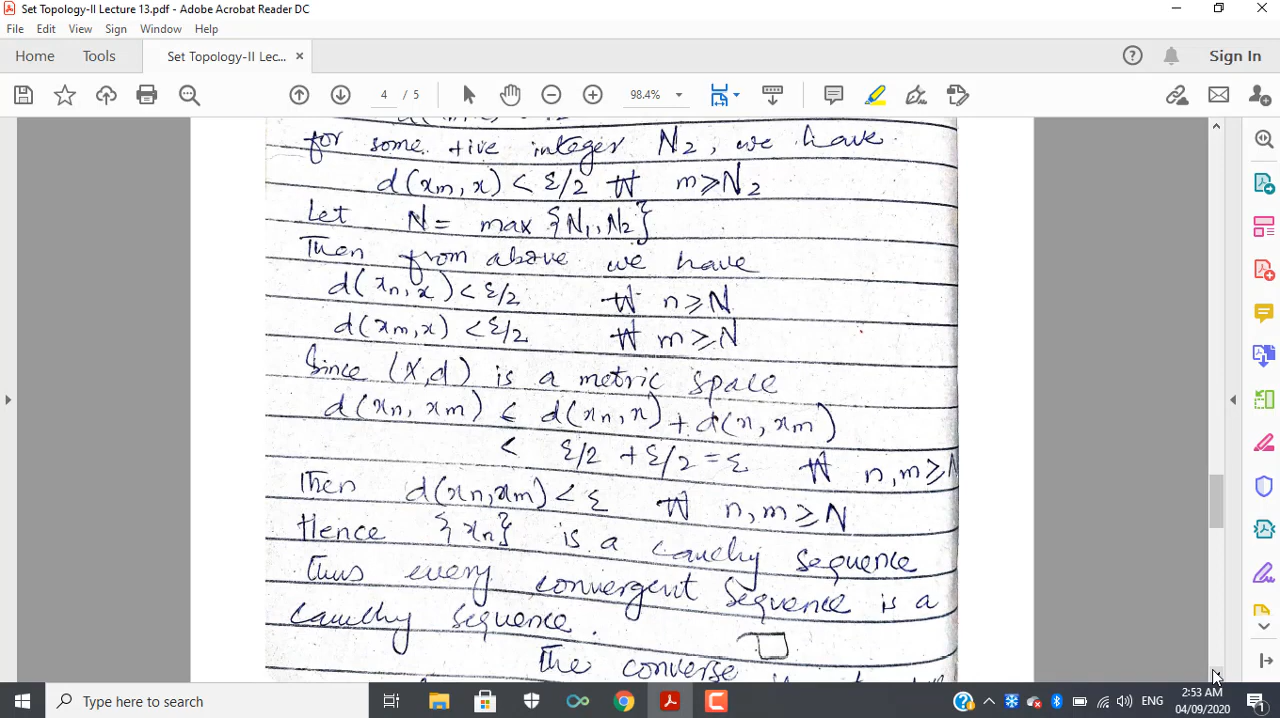 Set Topology-II Lecture 13.pdf - Adobe Acrobat Reader DC
File Edit View Sign Window Help
Home Tools Set Topology-II Lec... × Sign In
4 / 5 98.4%
for some +ive integer N2, we have
d(xm, x) < ε/2 ∀ m ≥ N2
Let N = max {N1, N2}
Then from above we have
d(xn, x) < ε/2 ∀ n ≥ N
d(xm, x) < ε/2 ∀ m ≥ N
Since (X,d) is a metric space
d(xn, xm) ≤ d(xn, x) + d(x, xm)
< ε/2 + ε/2 = ε ∀ n, m ≥ N
Then d(xn, xm) < ε ∀ n, m ≥ N
Hence {xn} is a cauchy sequence
Thus every convergent sequence is a
cauchy sequence.
The converse
Type here to search
ENG
2:53 AM
04/09/2020